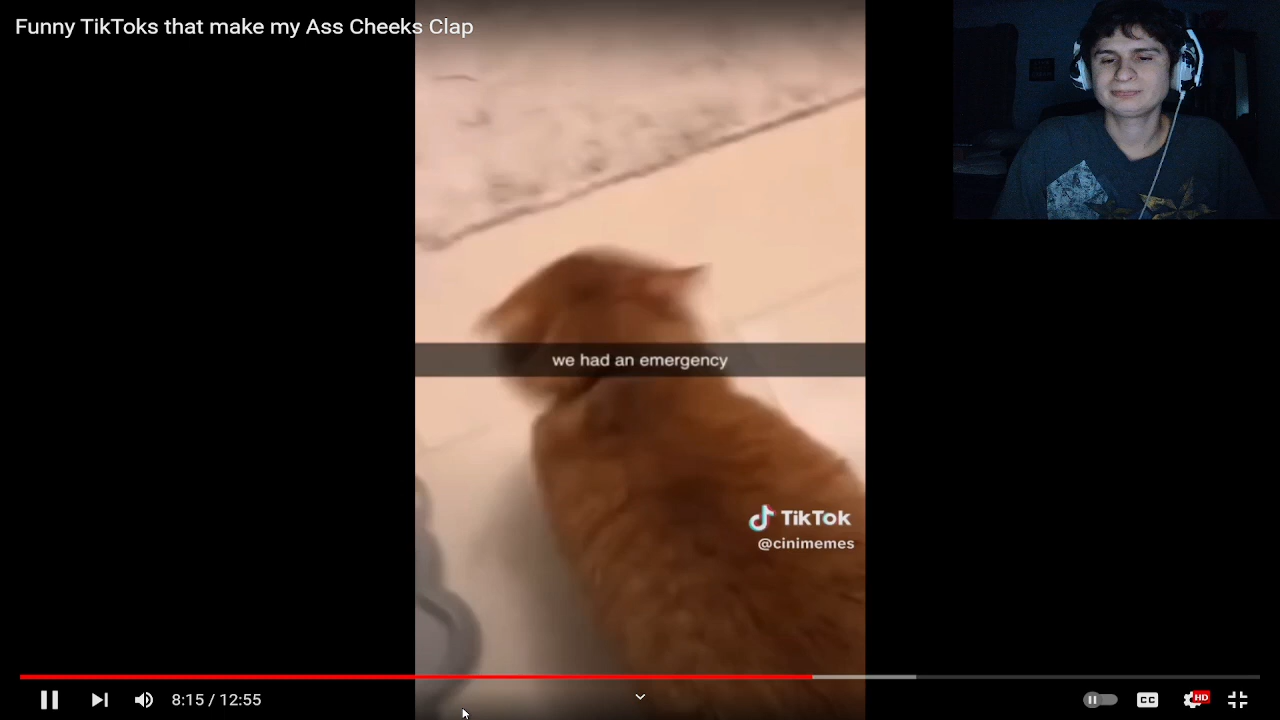 Funny TikToks that make my Ass Cheeks Clap
we had an emergency
TikTok
@cinimemes
8:15 / 12:55
CC
HD